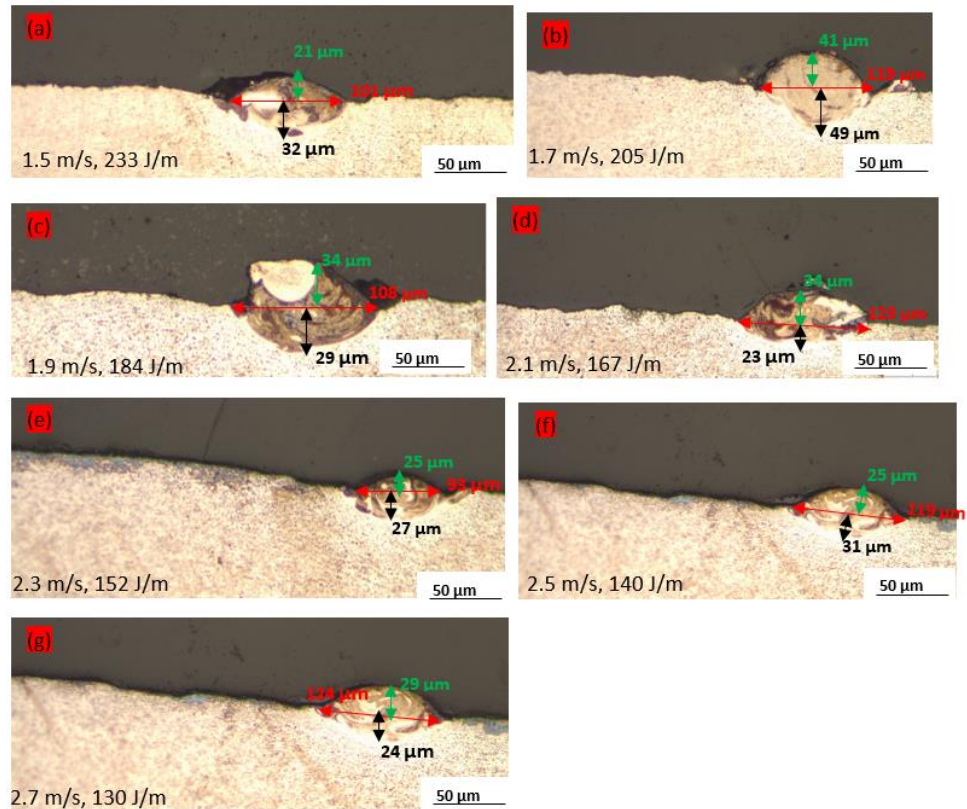 (a)
21 µm
101 µm
32 µm
1.5 m/s, 233 J/m
50 µm
(b)
41 µm
49 µm
1.7 m/s, 205 J/m
50 µm
(c)
34 µm
108 µm
29 µm
1.9 m/s, 184 J/m
50 µm
(d)
34 µm
129 µm
23 µm
2.1 m/s, 167 J/m
50 µm
(e)
25 µm
93 µm
27 µm
2.3 m/s, 152 J/m
50 µm
(f)
25 µm
119 µm
31 µm
2.5 m/s, 140 J/m
50 µm
(g)
124 µm
29 µm
24 µm
2.7 m/s, 130 J/m
50 µm